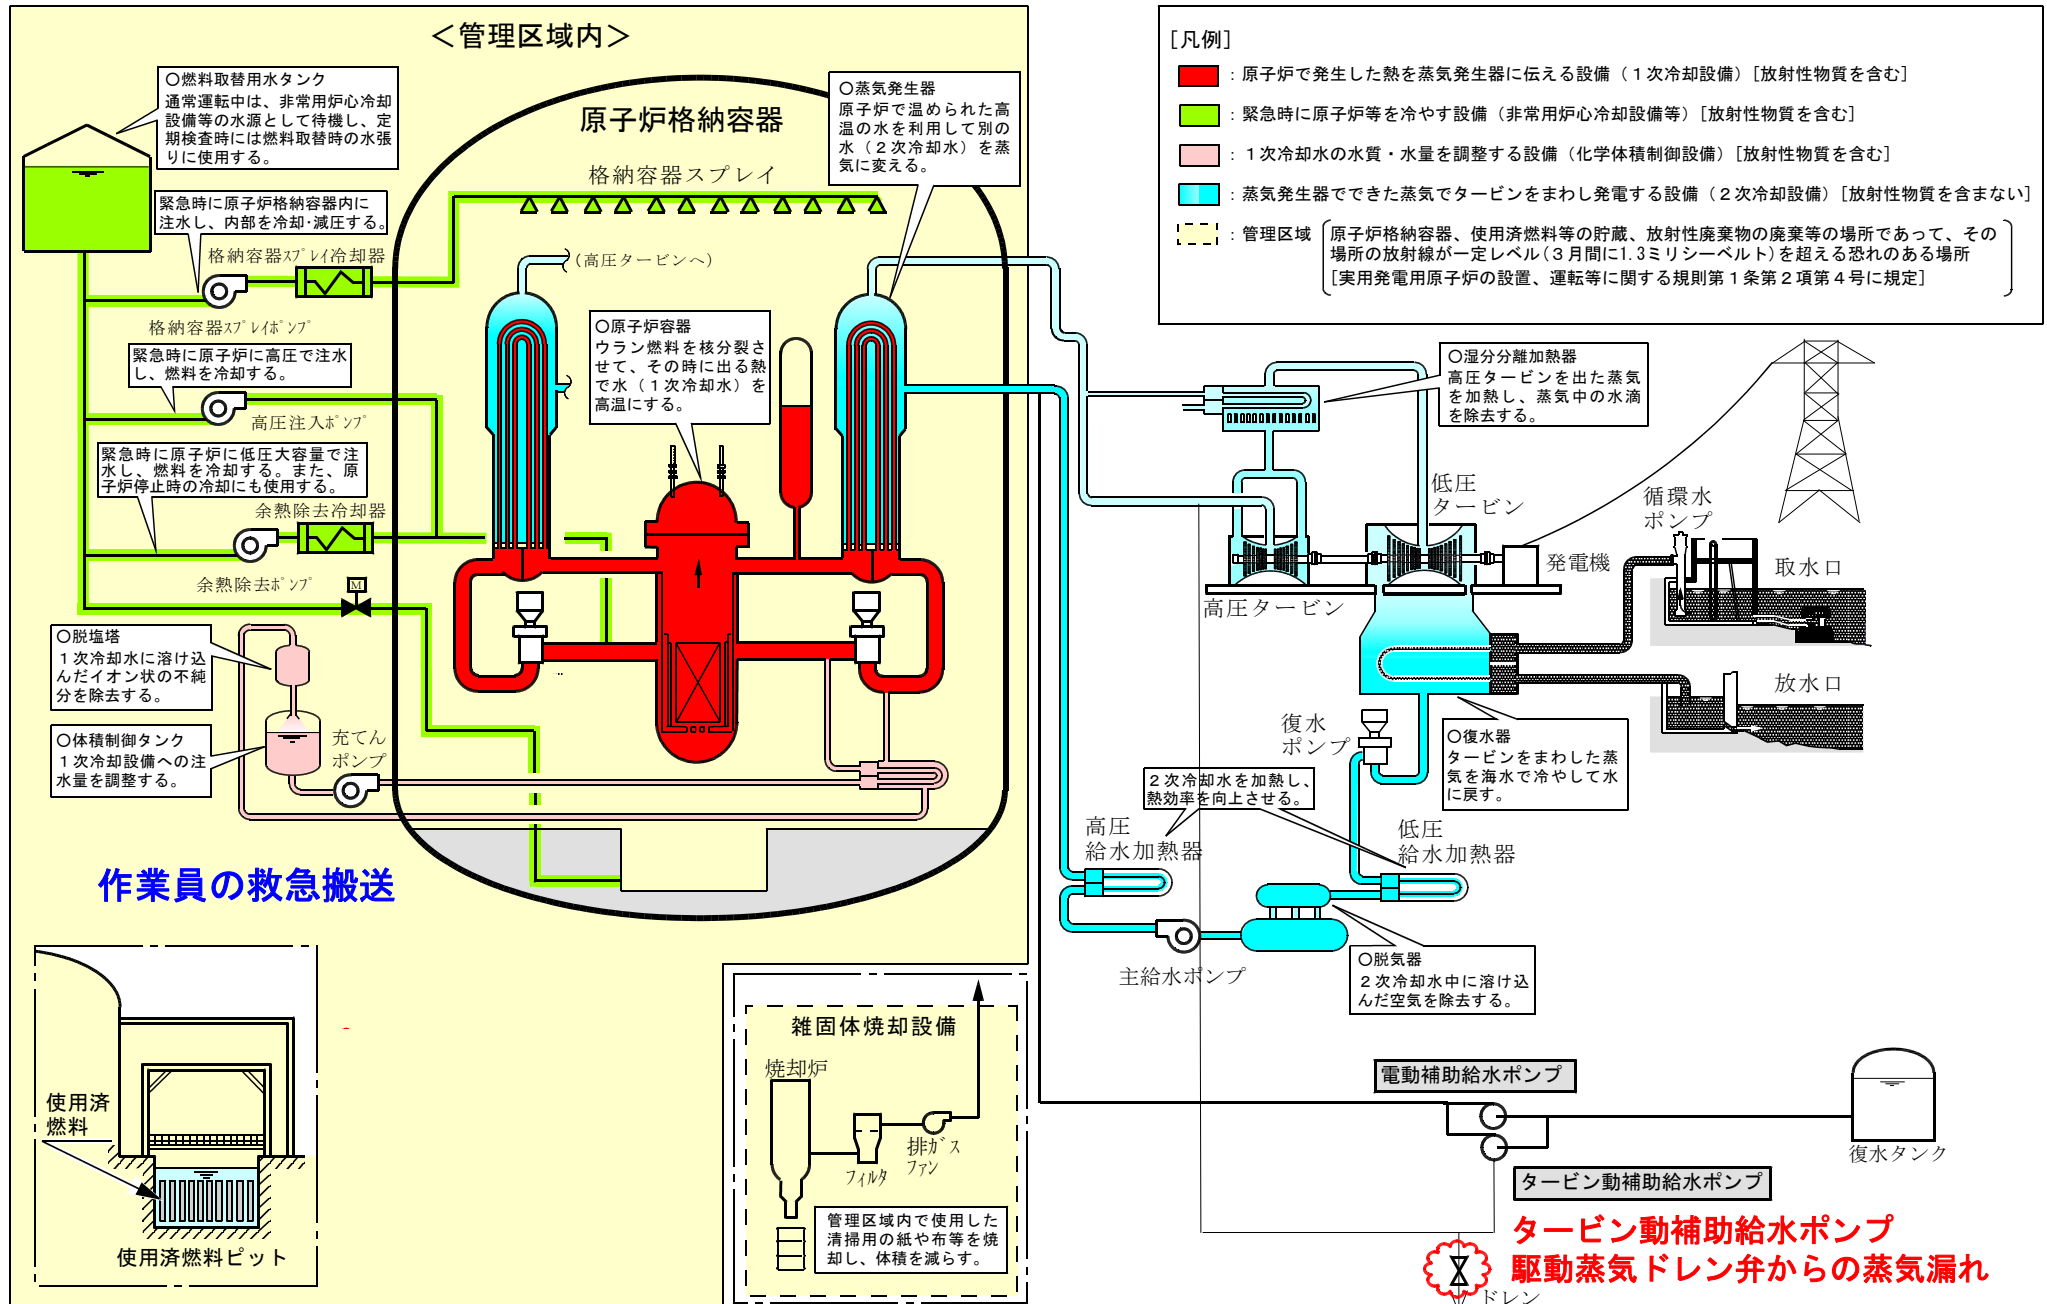 ＜管理区域内＞
○燃料取替用水タンク
通常運転中は、非常用炉心冷却
設備等の水源として待機し、定
期検査時には燃料取替時の水張
りに使用する。
緊急時に原子炉格納容器内に
注水し、内部を冷却・減圧する。
格納容器ｽﾌﾟﾚｲ冷却器
格納容器ｽﾌﾟﾚｲﾎﾟﾝﾌﾟ
緊急時に原子炉に高圧で注水
し、燃料を冷却する。
高圧注入ﾎﾟﾝﾌﾟ
緊急時に原子炉に低圧大容量で注
水し、燃料を冷却する。また、原
子炉停止時の冷却にも使用する。
余熱除去冷却器
余熱除去ﾎﾟﾝﾌﾟ
M
○脱塩塔
１次冷却水に溶け込
んだイオン状の不純
分を除去する。
○体積制御タンク
１次冷却設備への注
水量を調整する。
充てん
ポンプ
原子炉格納容器
格納容器スプレイ
(高圧タービンへ)
○蒸気発生器
原子炉で温められた高
温の水を利用して別の
水（２次冷却水）を蒸
気に変える。
○原子炉容器
ウラン燃料を核分裂さ
せて、その時に出る熱
で水（１次冷却水）を
高温にする。
作業員の救急搬送
使用済
燃料
使用済燃料ピット
雑固体焼却設備
焼却炉
フィルタ
排ガス
ファン
管理区域内で使用した
清掃用の紙や布等を焼
却し、体積を減らす。
［凡例］
：原子炉で発生した熱を蒸気発生器に伝える設備（１次冷却設備）［放射性物質を含む］
：緊急時に原子炉等を冷やす設備（非常用炉心冷却設備等）［放射性物質を含む］
：１次冷却水の水質・水量を調整する設備（化学体積制御設備）［放射性物質を含む］
：蒸気発生器でできた蒸気でタービンをまわし発電する設備（２次冷却設備）［放射性物質を含まない］
：管理区域
原子炉格納容器、使用済燃料等の貯蔵、放射性廃棄物の廃棄等の場所であって、その
場所の放射線が一定レベル(３月間に1.3ミリシーベルト)を超える恐れのある場所
［実用発電用原子炉の設置、運転等に関する規則第１条第２項第４号に規定］
○湿分分離加熱器
高圧タービンを出た蒸気
を加熱し、蒸気中の水滴
を除去する。
低圧
タービン
高圧タービン
発電機
循環水
ポンプ
取水口
放水口
復水
ポンプ
○復水器
タービンをまわした蒸
気を海水で冷やして水
に戻す。
２次冷却水を加熱し、
熱効率を向上させる。
高圧
給水加熱器
低圧
給水加熱器
主給水ポンプ
○脱気器
２次冷却水中に溶け込
んだ空気を除去する。
電動補助給水ポンプ
復水タンク
タービン動補助給水ポンプ
タービン動補助給水ポンプ
駆動蒸気ドレン弁からの蒸気漏れ
ドレン